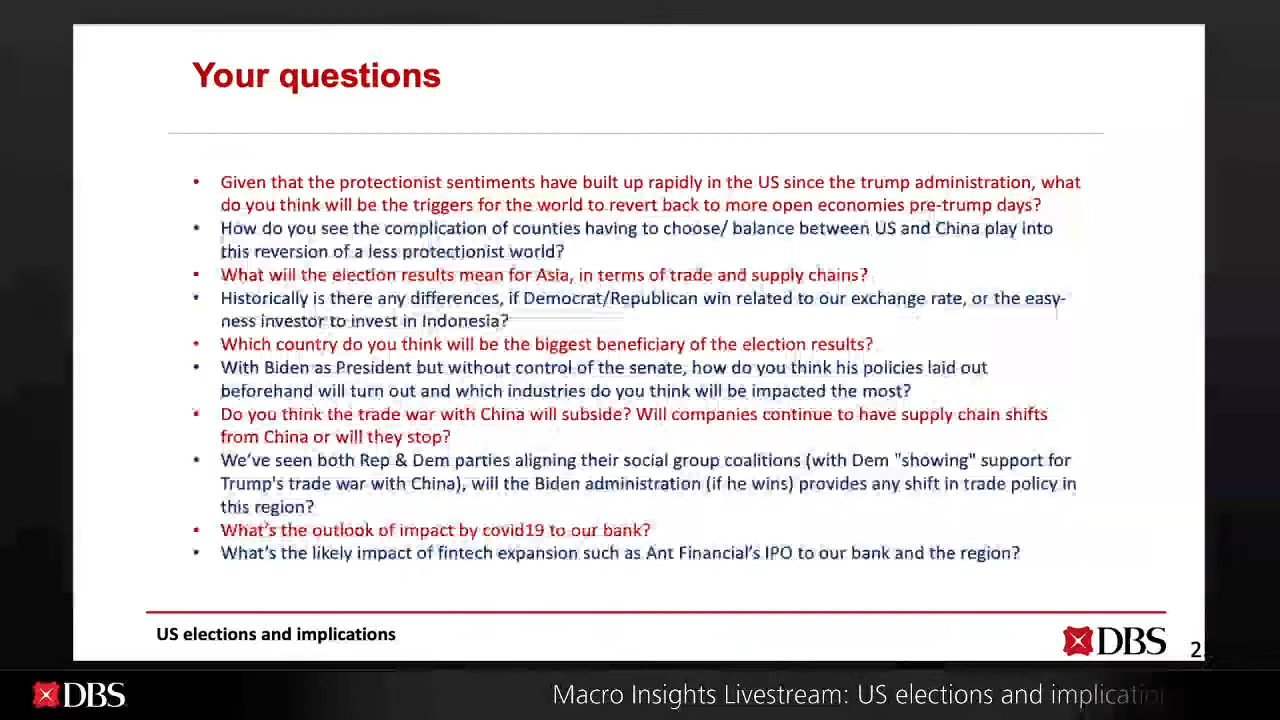 Your questions
• Given that the protectionist sentiments have built up rapidly in the US since the trump administration, what
do you think will be the triggers for the world to revert back to more open economies pre-trump days?
• How do you see the complication of counties having to choose/ balance between US and China play into
this reversion of a less protectionist world?
• What will the election results mean for Asia, in terms of trade and supply chains?
• Historically is there any differences, if Democrat/Republican win related to our exchange rate, or the easy-
ness investor to invest in Indonesia?
• Which country do you think will be the biggest beneficiary of the election results?
• With Biden as President but without control of the senate, how do you think his policies laid out
beforehand will turn out and which industries do you think will be impacted the most?
• Do you think the trade war with China will subside? Will companies continue to have supply chain shifts
from China or will they stop?
• We've seen both Rep & Dem parties aligning their social group coalitions (with Dem "showing" support for
Trump's trade war with China), will the Biden administration (if he wins) provides any shift in trade policy in
this region?
• What's the outlook of impact by covid19 to our bank?
• What's the likely impact of fintech expansion such as Ant Financial's IPO to our bank and the region?
US elections and implications
DBS
2
DBS
Macro Insights Livestream: US elections and implicatio